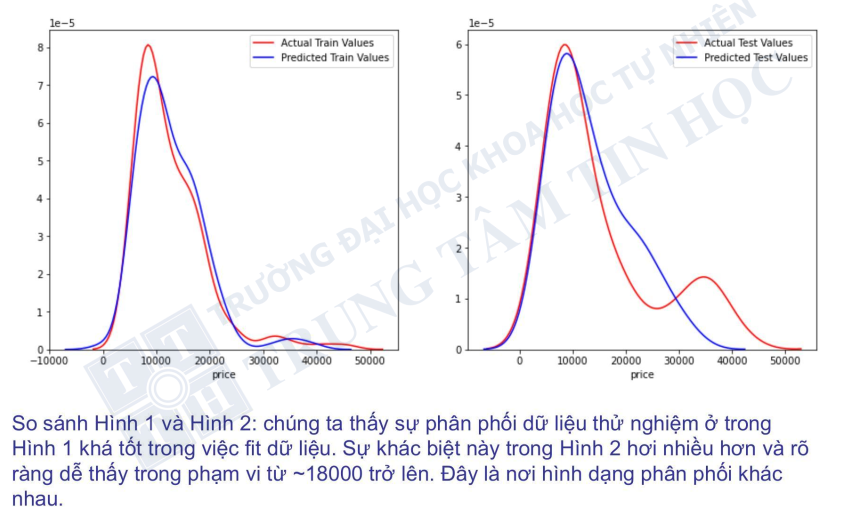 1e−5
Actual Train Values
Predicted Train Values
8
7
6
5
4
3
2
1
0
−10000 0 10000 20000 30000 40000 50000
price
1e−5
Actual Test Values
Predicted Test Values
6
5
4
3
2
1
0
0 10000 20000 30000 40000 50000
price
TRƯỜNG ĐẠI HỌC KHOA HỌC TỰ NHIÊN
TRUNG TÂM TIN HỌC
T T
T H
So sánh Hình 1 và Hình 2: chúng ta thấy sự phân phối dữ liệu thử nghiệm ở trong
Hình 1 khá tốt trong việc fit dữ liệu. Sự khác biệt này trong Hình 2 hơi nhiều hơn và rõ
ràng dễ thấy trong phạm vi từ ~18000 trở lên. Đây là nơi hình dạng phân phối khác
nhau.